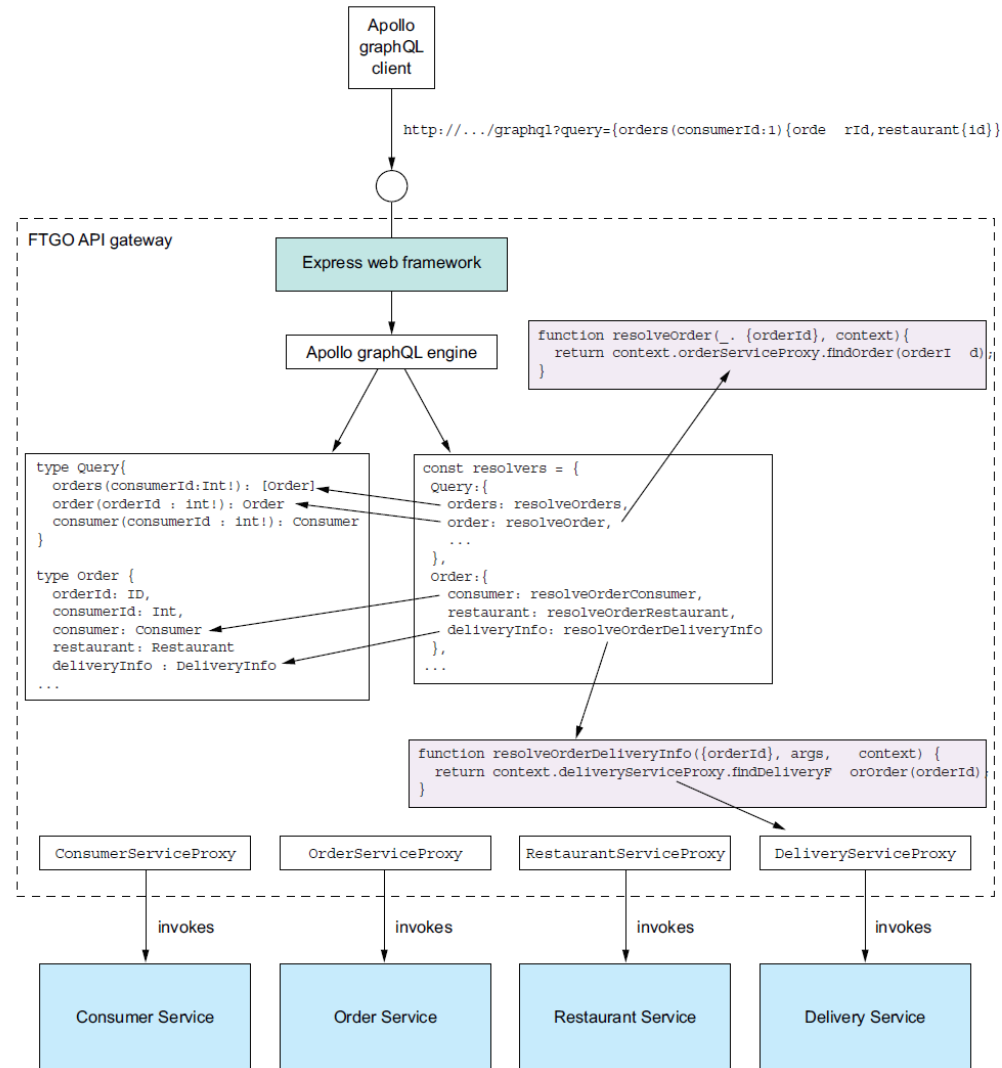 Apollo
graphQL
client
http://.../graphql?query={orders(consumerId:1){orde  rId,restaurant{id}}
FTGO API gateway
Express web framework
Apollo graphQL engine
function resolveOrder(_. {orderId}, context){
  return context.orderServiceProxy.findOrder(orderI  d);
}
type Query{
  orders(consumerId:Int!): [Order]
  order(orderId : int!): Order
  consumer(consumerId : int!): Consumer
}
type Order {
  orderId: ID,
  consumerId: Int,
  consumer: Consumer
  restaurant: Restaurant
  deliveryInfo : DeliveryInfo
...
const resolvers = {
 Query:{
  orders: resolveOrders,
  order: resolveOrder,
  ...
 },
 Order:{
  consumer: resolveOrderConsumer,
  restaurant: resolveOrderRestaurant,
  deliveryInfo: resolveOrderDeliveryInfo
 },
...
function resolveOrderDeliveryInfo({orderId}, args,   context) {
  return context.deliveryServiceProxy.findDeliveryF  orOrder(orderId);
}
ConsumerServiceProxy
OrderServiceProxy
RestaurantServiceProxy
DeliveryServiceProxy
invokes
invokes
invokes
invokes
Consumer Service
Order Service
Restaurant Service
Delivery Service